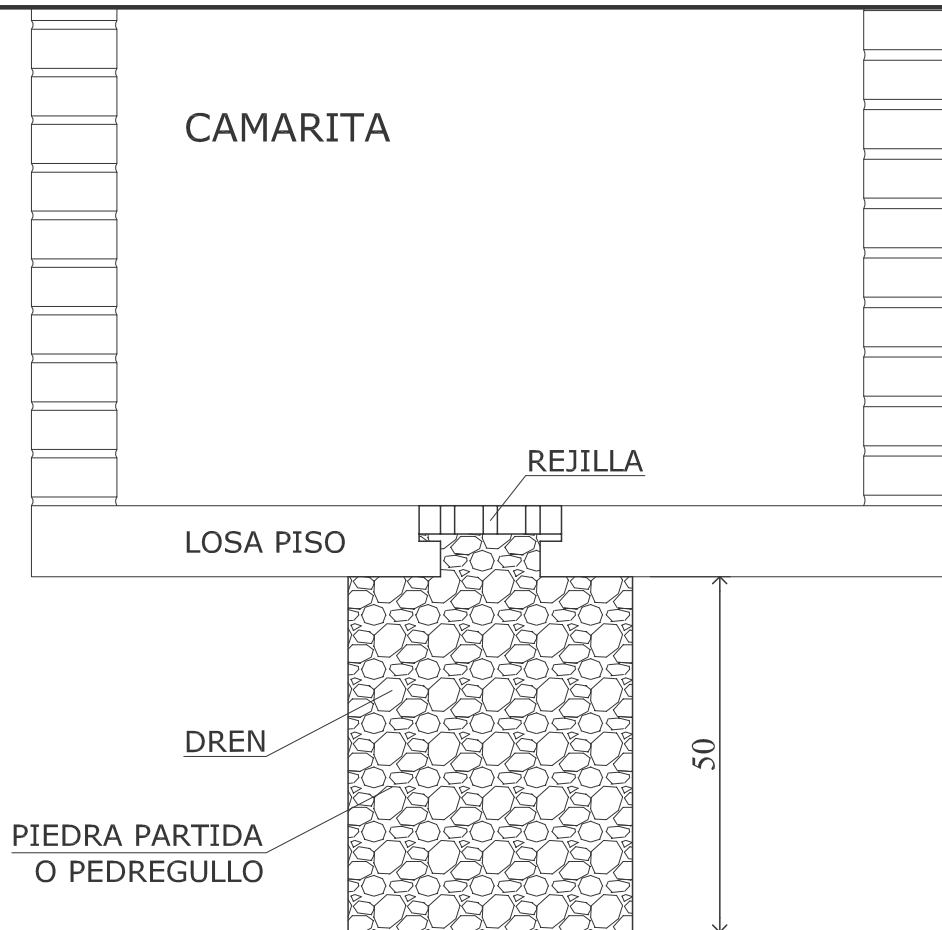 CAMARITA
REJILLA
LOSA PISO
DREN
50
PIEDRA PARTIDA
O PEDREGULLO